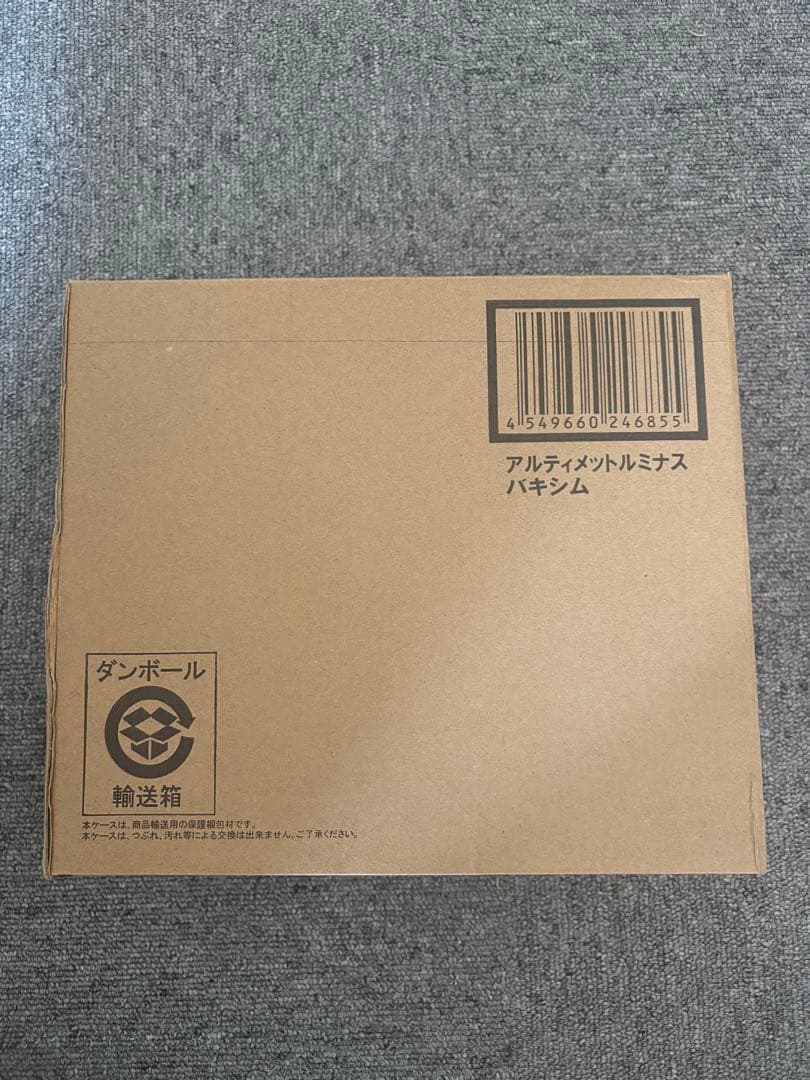 4 549660 246855
アルティメットルミナス
バキシム
ダンボール
輸送箱
本ケースは、商品輸送用の保護梱包材です。
本ケースは、つぶれ、汚れ等による交換は出来ません。ご了承ください。